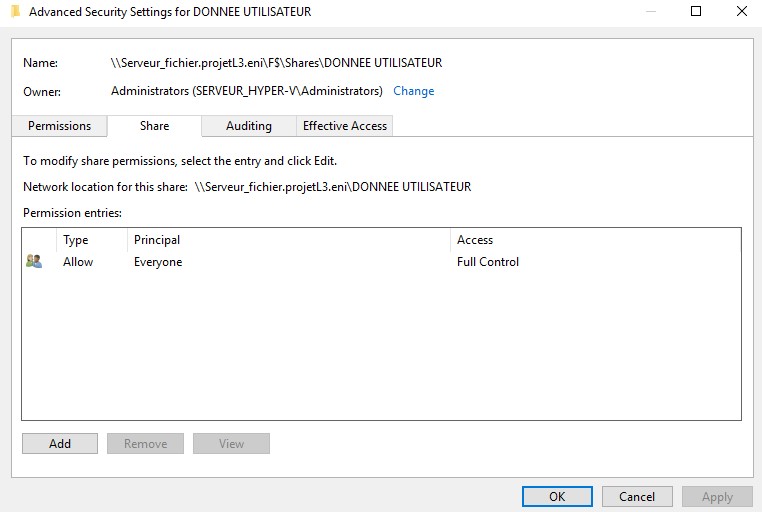 Advanced Security Settings for DONNEE UTILISATEUR
Name: \\Serveur_fichier.projetL3.eni\F$\Shares\DONNEE UTILISATEUR
Owner: Administrators (SERVEUR_HYPER-V\Administrators) Change
Permissions Share Auditing Effective Access
To modify share permissions, select the entry and click Edit.
Network location for this share: \\Serveur_fichier.projetL3.eni\DONNEE UTILISATEUR
Permission entries:
Type Principal Access
Allow Everyone Full Control
Add Remove View
OK Cancel Apply